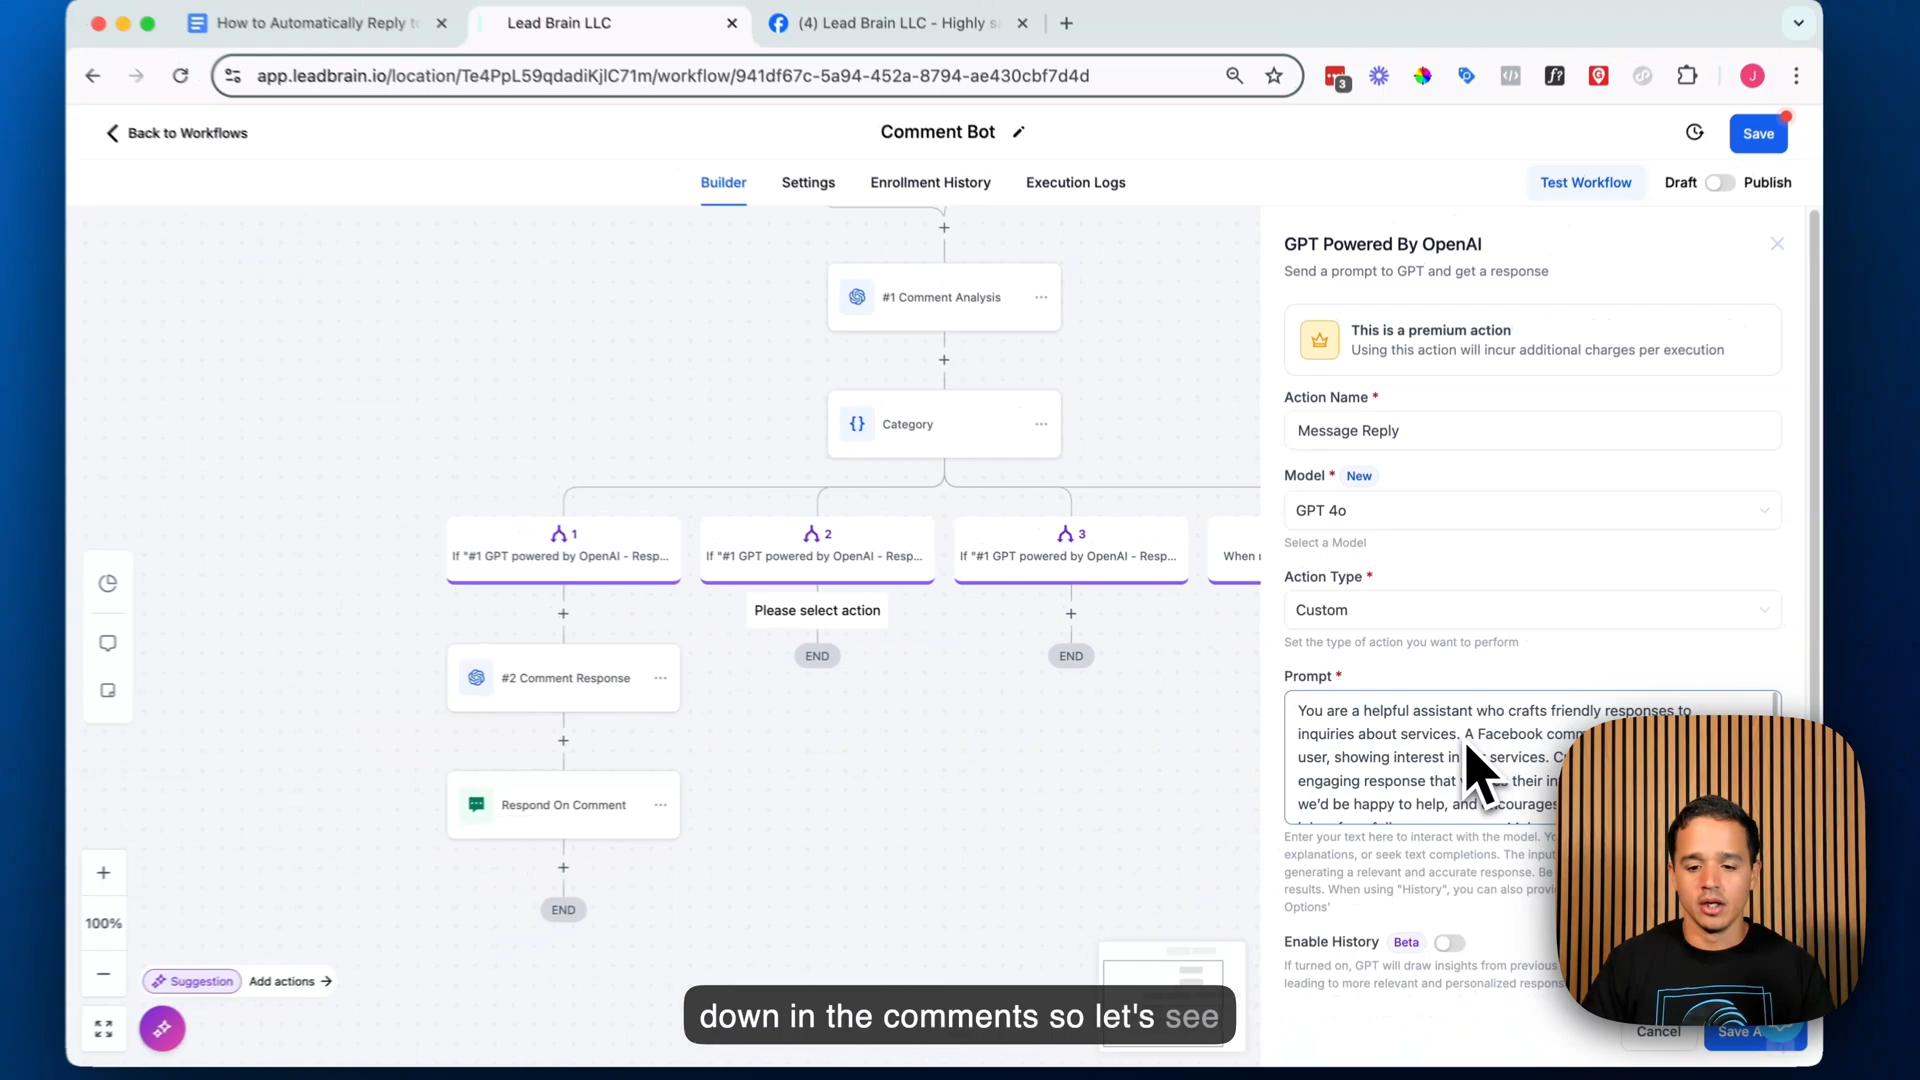 How to Automatically Reply to
Lead Brain LLC
(4) Lead Brain LLC - Highly s
app.leadbrain.io/location/Te4PpL59qdadiKjlC71m/workflow/941df67c-5a94-452a-8794-ae430cbf7d4d
3
J
Back to Workflows
Comment Bot
Save
Builder
Settings
Enrollment History
Execution Logs
Test Workflow
Draft
Publish
#1 Comment Analysis
Category
1
If "#1 GPT powered by OpenAI - Resp...
2
If "#1 GPT powered by OpenAI - Resp...
3
If "#1 GPT powered by OpenAI - Resp...
When
Please select action
END
END
#2 Comment Response
Respond On Comment
END
100%
Suggestion
Add actions →
GPT Powered By OpenAI
Send a prompt to GPT and get a response
This is a premium action
Using this action will incur additional charges per execution
Action Name *
Message Reply
Model * New
GPT 4o
Select a Model
Action Type *
Custom
Set the type of action you want to perform
Prompt *
You are a helpful assistant who crafts friendly responses to
inquiries about services. A Facebook comm
user, showing interest in services.
engaging response that their in
we'd be happy to help, and encourages
Enter your text here to interact with the model.
explanations, or seek text completions. The input
generating a relevant and accurate response. Be
results. When using "History", you can also provi
Options'
Enable History Beta
If turned on, GPT will draw insights from previous
leading to more relevant and personalized respons
Cancel
Save A
down in the comments so let's see